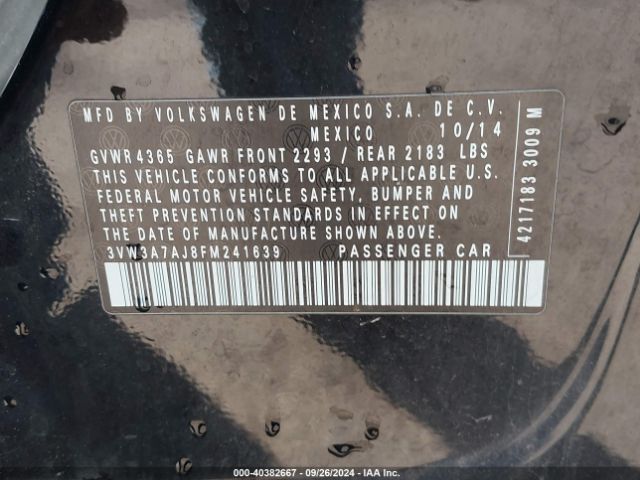 MFD BY VOLKSWAGEN DE MEXICO S.A. DE C.V.
MEXICO 10/14
GVWR 4365 GAWR FRONT 2293 / REAR 2183 LBS
THIS VEHICLE CONFORMS TO ALL APPLICABLE U.S.
FEDERAL MOTOR VEHICLE SAFETY, BUMPER AND
THEFT PREVENTION STANDARDS IN EFFECT ON
THE DATE OF MANUFACTURE SHOWN ABOVE.
3VW3A7AJ8FM241639 PASSENGER CAR
4217183 3009 M
000-40382667 - 09/26/2024 - IAA Inc.